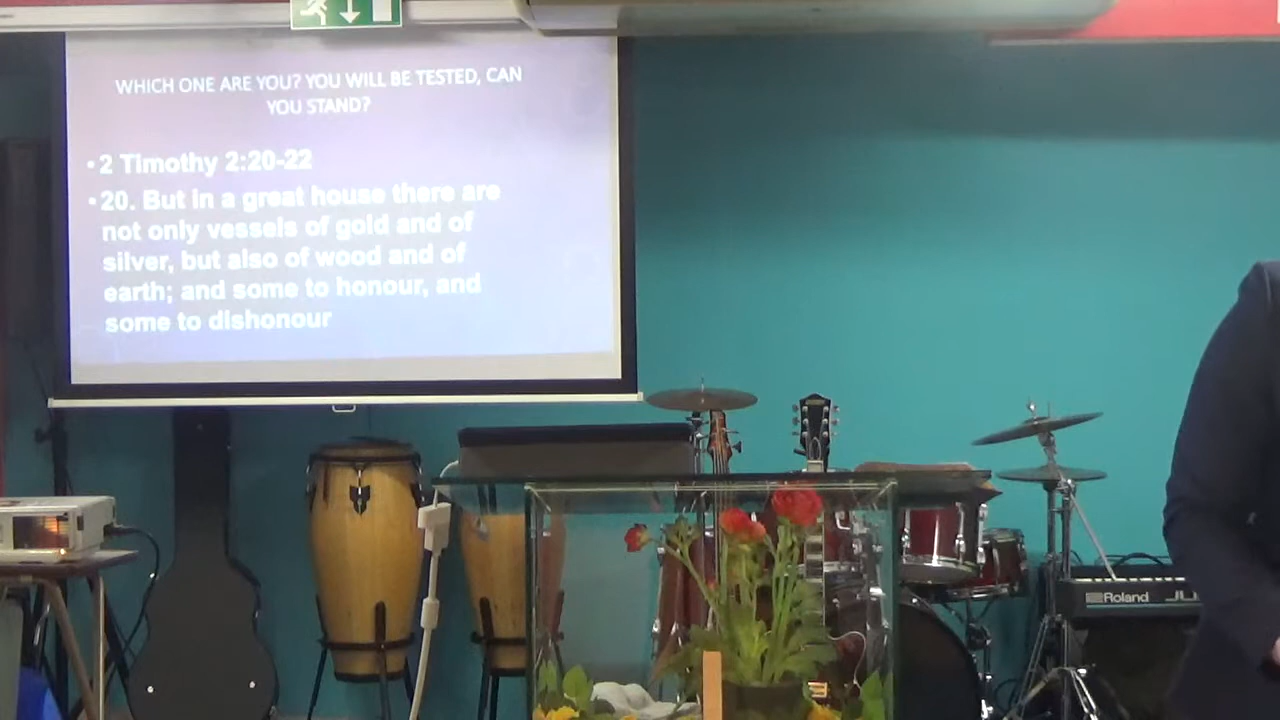 WHICH ONE ARE YOU? YOU WILL BE TESTED, CAN
YOU STAND?
• 2 Timothy 2:20-22
• 20. But in a great house there are
not only vessels of gold and of
silver, but also of wood and of
earth; and some to honour, and
some to dishonour
Roland